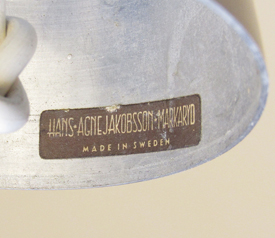 HANS-AGNE JAKOBSSON·MARKARYD
MADE IN SWEDEN